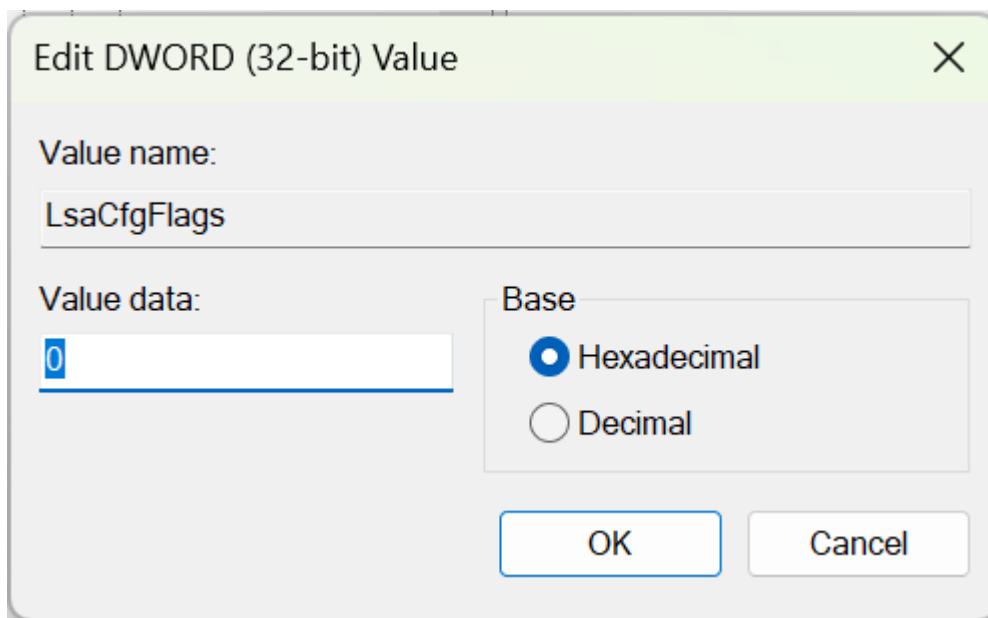 Edit DWORD (32-bit) Value
Value name:
LsaCfgFlags
Value data:
0
Base
Hexadecimal
Decimal
OK
Cancel